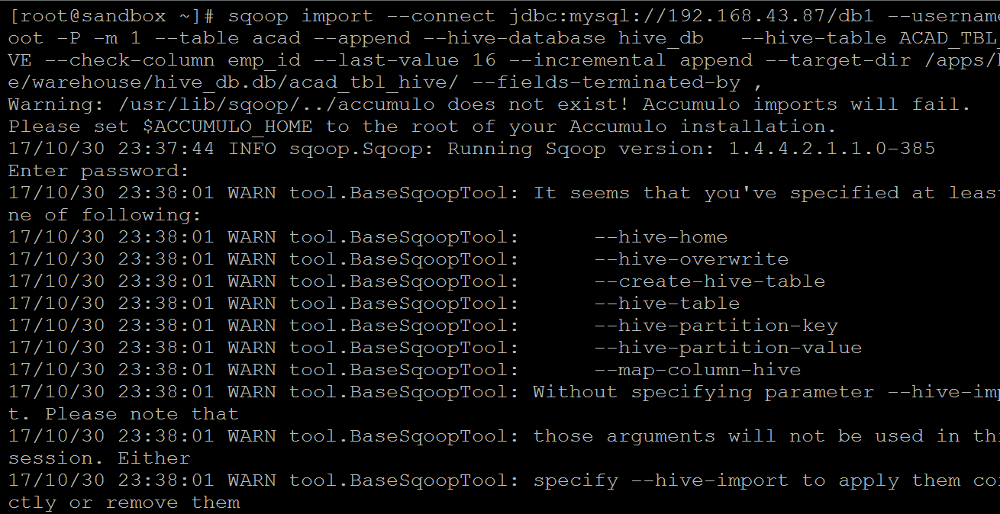 [root@sandbox ~]# sqoop import --connect jdbc:mysql://192.168.43.87/db1 --username
oot -P -m 1 --table acad --append --hive-database hive_db   --hive-table ACAD_TBL_
VE --check-column emp_id --last-value 16 --incremental append --target-dir /apps/h
e/warehouse/hive_db.db/acad_tbl_hive/ --fields-terminated-by ,
Warning: /usr/lib/sqoop/../accumulo does not exist! Accumulo imports will fail.
Please set $ACCUMULO_HOME to the root of your Accumulo installation.
17/10/30 23:37:44 INFO sqoop.Sqoop: Running Sqoop version: 1.4.4.2.1.1.0-385
Enter password:
17/10/30 23:38:01 WARN tool.BaseSqoopTool: It seems that you've specified at least
ne of following:
17/10/30 23:38:01 WARN tool.BaseSqoopTool:      --hive-home
17/10/30 23:38:01 WARN tool.BaseSqoopTool:      --hive-overwrite
17/10/30 23:38:01 WARN tool.BaseSqoopTool:      --create-hive-table
17/10/30 23:38:01 WARN tool.BaseSqoopTool:      --hive-table
17/10/30 23:38:01 WARN tool.BaseSqoopTool:      --hive-partition-key
17/10/30 23:38:01 WARN tool.BaseSqoopTool:      --hive-partition-value
17/10/30 23:38:01 WARN tool.BaseSqoopTool:      --map-column-hive
17/10/30 23:38:01 WARN tool.BaseSqoopTool: Without specifying parameter --hive-imp
t. Please note that
17/10/30 23:38:01 WARN tool.BaseSqoopTool: those arguments will not be used in thi
session. Either
17/10/30 23:38:01 WARN tool.BaseSqoopTool: specify --hive-import to apply them cor
ctly or remove them